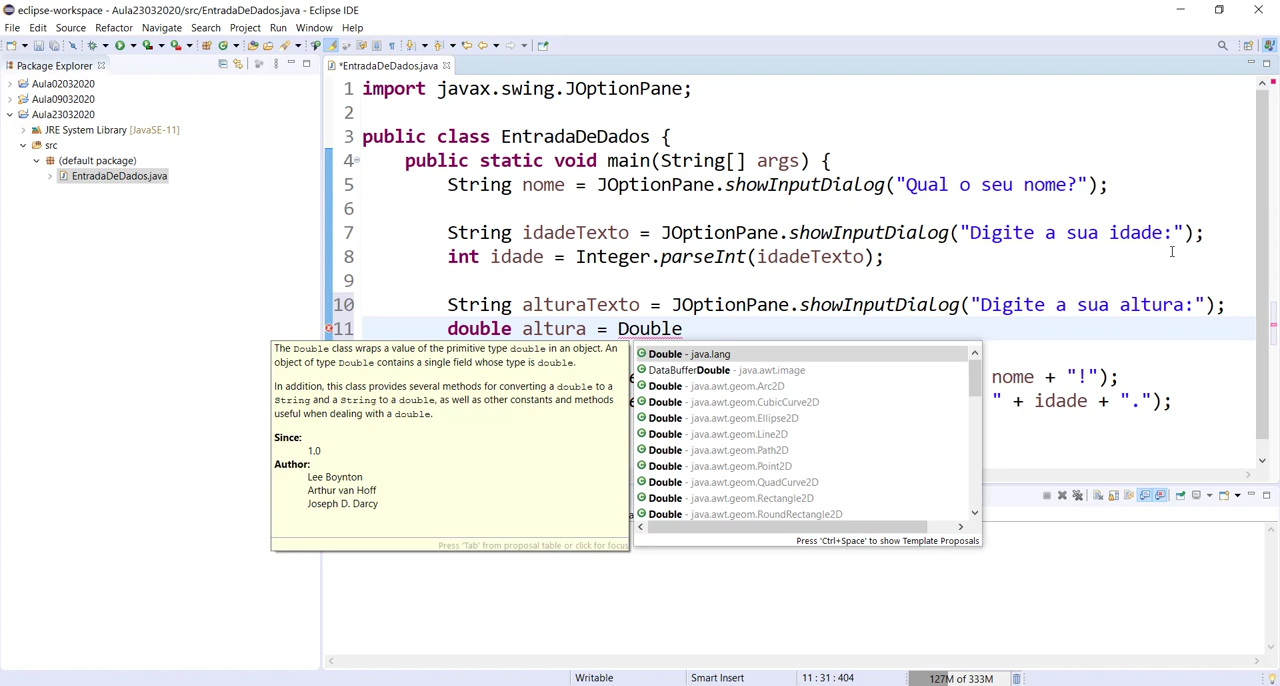 eclipse-workspace - Aula23032020/src/EntradaDeDados.java - Eclipse IDE
File Edit Source Refactor Navigate Search Project Run Window Help
Package Explorer
*EntradaDeDados.java
Aula02032020
Aula09032020
Aula23032020
JRE System Library [JavaSE-11]
src
(default package)
EntradaDeDados.java
1 import javax.swing.JOptionPane;
2
3 public class EntradaDeDados {
4 public static void main(String[] args) {
5 String nome = JOptionPane.showInputDialog("Qual o seu nome?");
6
7 String idadeTexto = JOptionPane.showInputDialog("Digite a sua idade:");
8 int idade = Integer.parseInt(idadeTexto);
9
10 String alturaTexto = JOptionPane.showInputDialog("Digite a sua altura:");
11 double altura = Double
nome + "!");
" + idade + ".");
The Double class wraps a value of the primitive type double in an object. An
object of type Double contains a single field whose type is double.
In addition, this class provides several methods for converting a double to a
String and a String to a double, as well as other constants and methods
useful when dealing with a double.
Since:
1.0
Author:
Lee Boynton
Arthur van Hoff
Joseph D. Darcy
Press 'Tab' from proposal table or click for focus
Double - java.lang
DataBufferDouble - java.awt.image
Double - java.awt.geom.Arc2D
Double - java.awt.geom.CubicCurve2D
Double - java.awt.geom.Ellipse2D
Double - java.awt.geom.Line2D
Double - java.awt.geom.Path2D
Double - java.awt.geom.Point2D
Double - java.awt.geom.QuadCurve2D
Double - java.awt.geom.Rectangle2D
Double - java.awt.geom.RoundRectangle2D
Press 'Ctrl+Space' to show Template Proposals
Writable
Smart Insert
11 : 31 : 404
127M of 333M